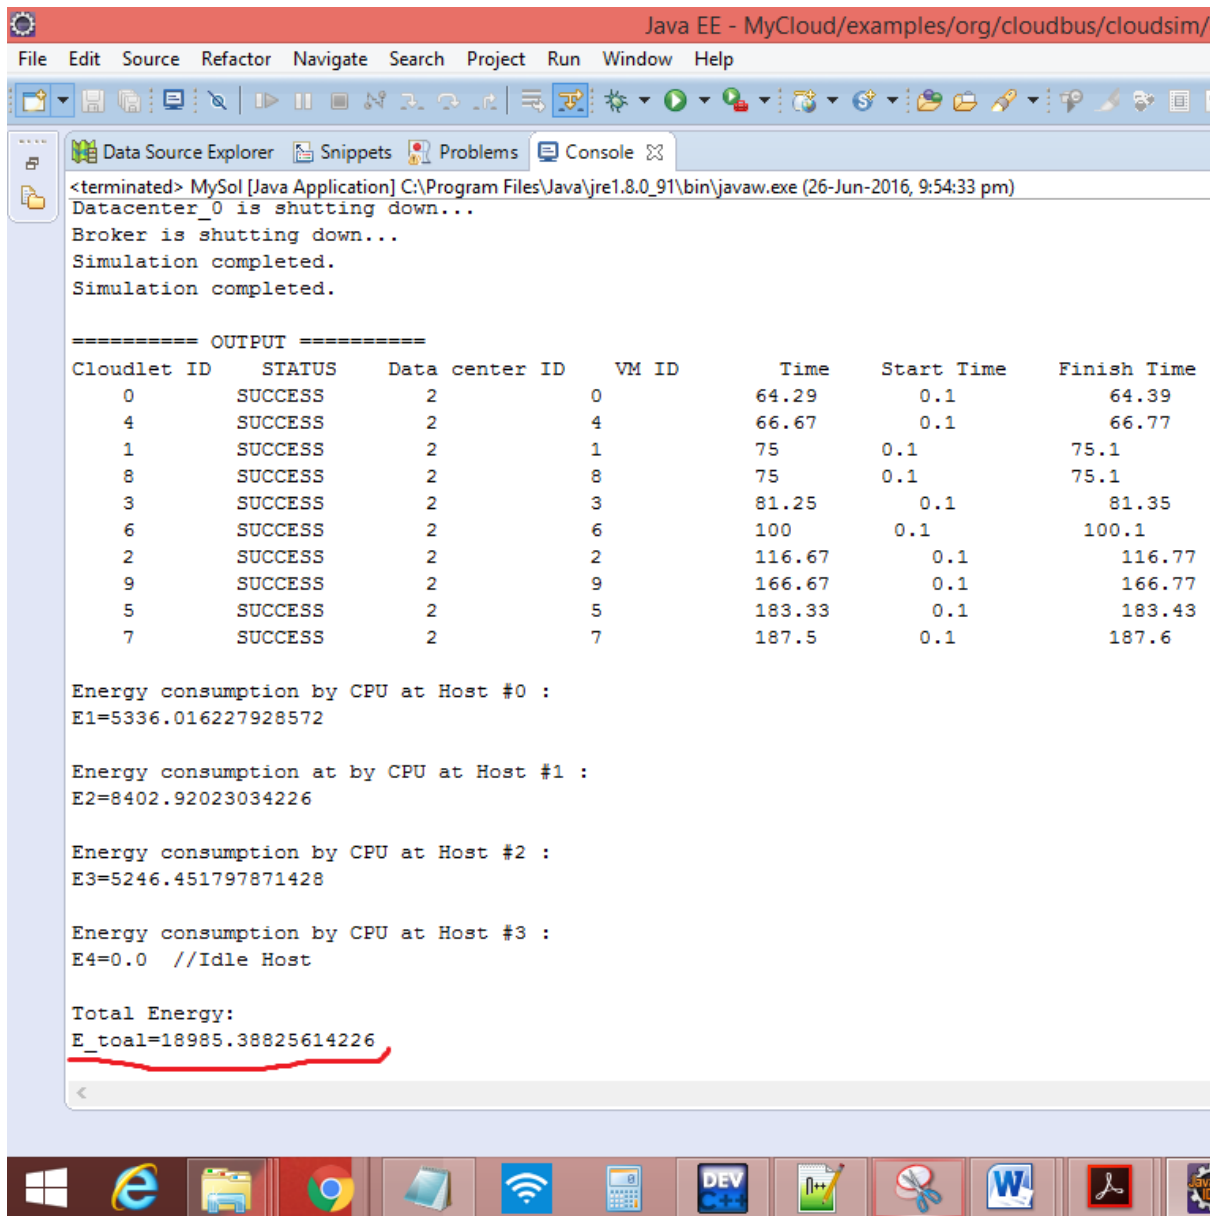 Java EE - MyCloud/examples/org/cloudbus/cloudsim/
File Edit Source Refactor Navigate Search Project Run Window Help
Data Source Explorer Snippets Problems Console
<terminated> MySol [Java Application] C:\Program Files\Java\jre1.8.0_91\bin\javaw.exe (26-Jun-2016, 9:54:33 pm)
Datacenter_0 is shutting down...
Broker is shutting down...
Simulation completed.
Simulation completed.
========== OUTPUT ==========
Cloudlet ID STATUS Data center ID VM ID Time Start Time Finish Time
0 SUCCESS 2 0 64.29 0.1 64.39
4 SUCCESS 2 4 66.67 0.1 66.77
1 SUCCESS 2 1 75 0.1 75.1
8 SUCCESS 2 8 75 0.1 75.1
3 SUCCESS 2 3 81.25 0.1 81.35
6 SUCCESS 2 6 100 0.1 100.1
2 SUCCESS 2 2 116.67 0.1 116.77
9 SUCCESS 2 9 166.67 0.1 166.77
5 SUCCESS 2 5 183.33 0.1 183.43
7 SUCCESS 2 7 187.5 0.1 187.6
Energy consumption by CPU at Host #0 :
E1=5336.016227928572
Energy consumption at by CPU at Host #1 :
E2=8402.92023034226
Energy consumption by CPU at Host #2 :
E3=5246.451797871428
Energy consumption by CPU at Host #3 :
E4=0.0 //Idle Host
Total Energy:
E_toal=18985.38825614226
DEV C++